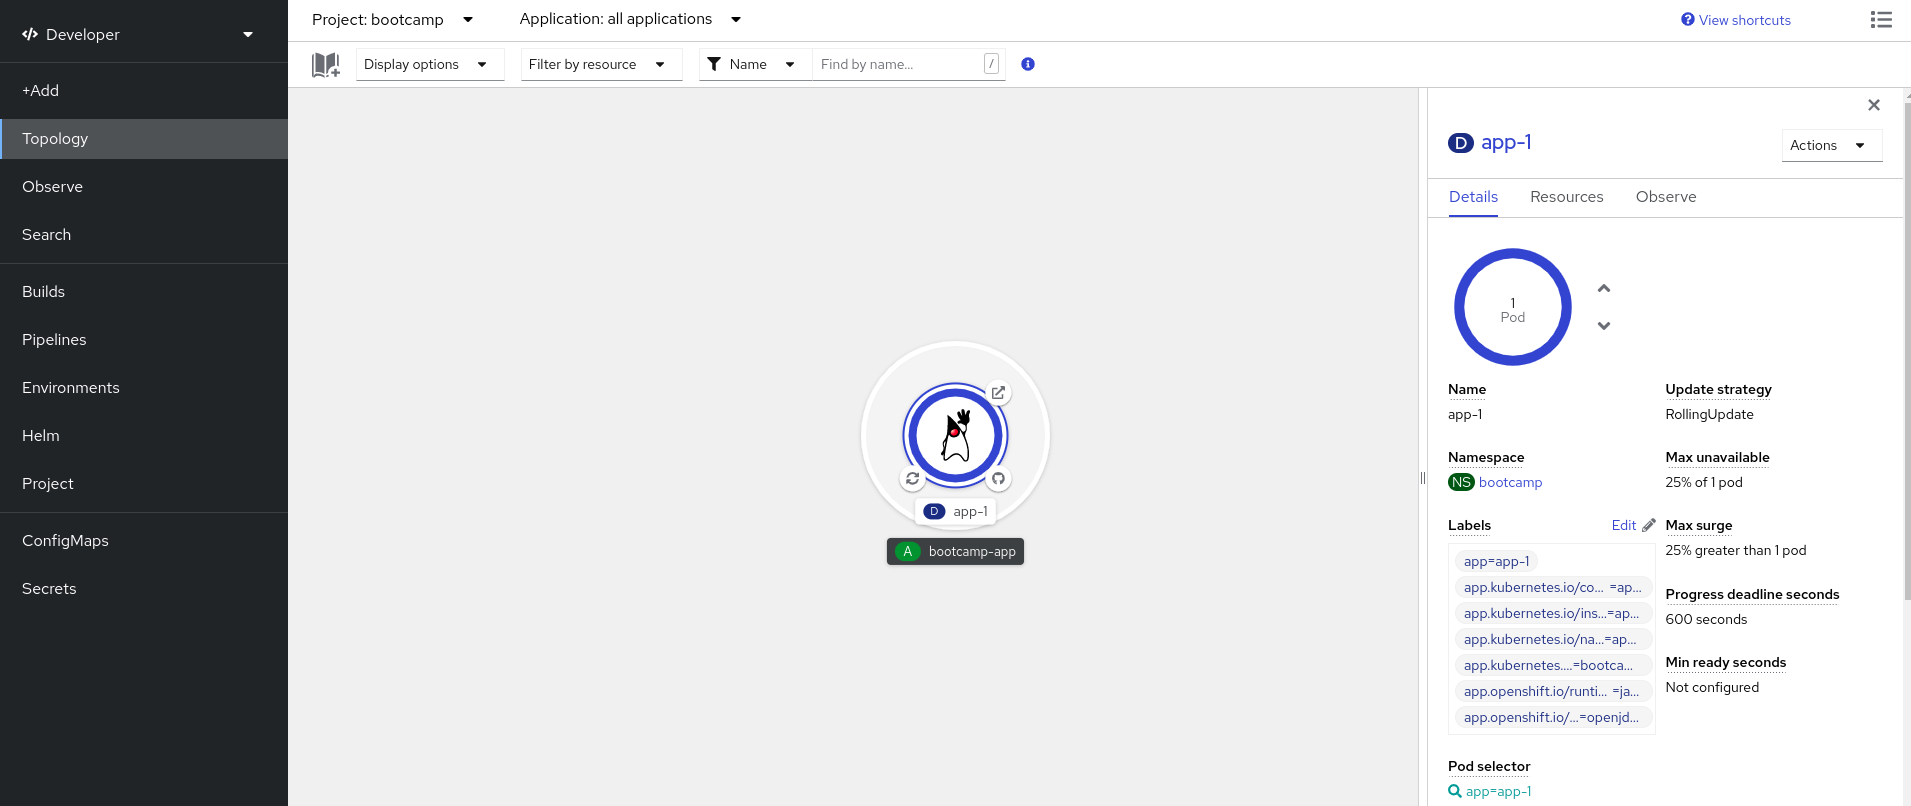 Developer
+Add
Topology
Observe
Search
Builds
Pipelines
Environments
Helm
Project
ConfigMaps
Secrets
Project: bootcamp
Application: all applications
View shortcuts
Display options
Filter by resource
Name
Find by name...
/
D app-1
A bootcamp-app
D app-1
Actions
Details
Resources
Observe
1
Pod
Name
app-1
Update strategy
RollingUpdate
Namespace
NS bootcamp
Max unavailable
25% of 1 pod
Labels
Edit
app=app-1
app.kubernetes.io/co... =ap...
app.kubernetes.io/ins...=ap...
app.kubernetes.io/na...=ap...
app.kubernetes....=bootca...
app.openshift.io/runti... =ja...
app.openshift.io/...=openjd...
Max surge
25% greater than 1 pod
Progress deadline seconds
600 seconds
Min ready seconds
Not configured
Pod selector
app=app-1